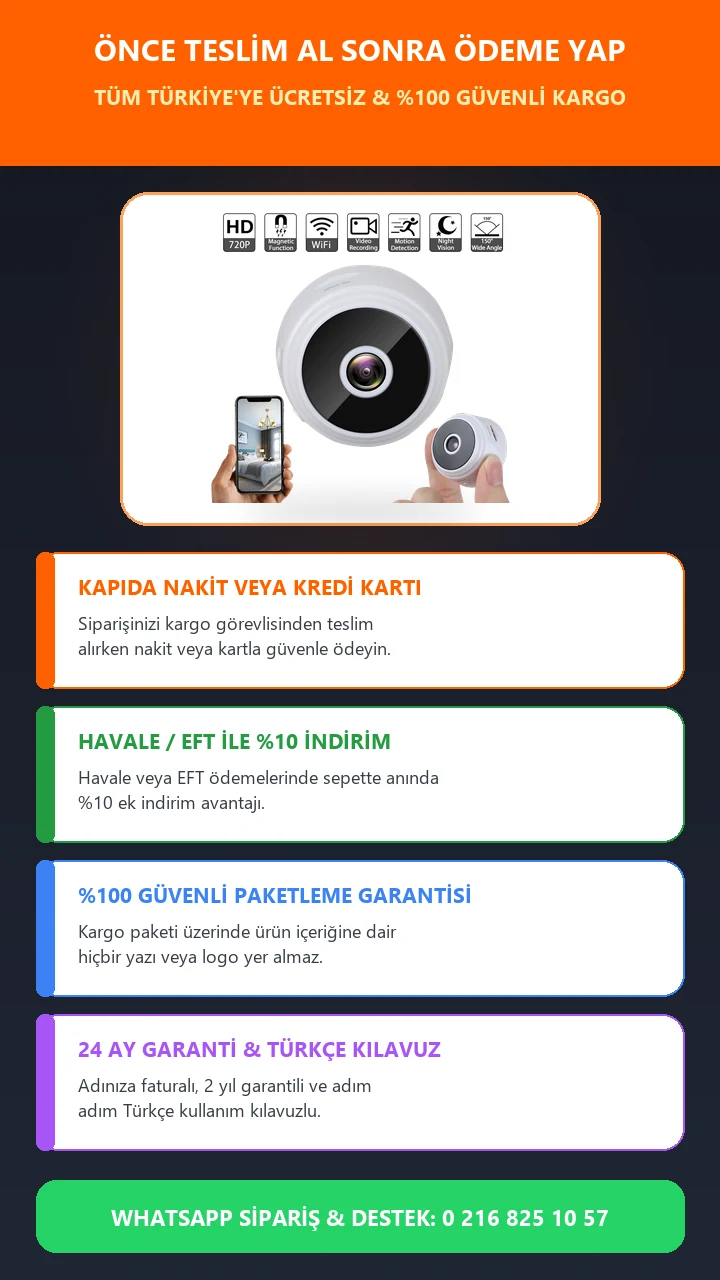 ÖNCE TESLİM AL SONRA ÖDEME YAP
TÜM TÜRKİYE'YE ÜCRETSİZ & %100 GÜVENLİ KARGO
HD
720P
Magnetic
Function
WiFi
Video
Recording
Motion
Detection
Night
Vision
150°
150°
Wide Angle
KAPIDA NAKİT VEYA KREDİ KARTI
Siparişinizi kargo görevlisinden teslim
alırken nakit veya kartla güvenle ödeyin.
HAVALE / EFT İLE %10 İNDİRİM
Havale veya EFT ödemelerinde sepette anında
%10 ek indirim avantajı.
%100 GÜVENLİ PAKETLEME GARANTİSİ
Kargo paketi üzerinde ürün içeriğine dair
hiçbir yazı veya logo yer almaz.
24 AY GARANTİ & TÜRKÇE KILAVUZ
Adınıza faturalı, 2 yıl garantili ve adım
adım Türkçe kullanım kılavuzlu.
WHATSAPP SİPARİŞ & DESTEK: 0 216 825 10 57